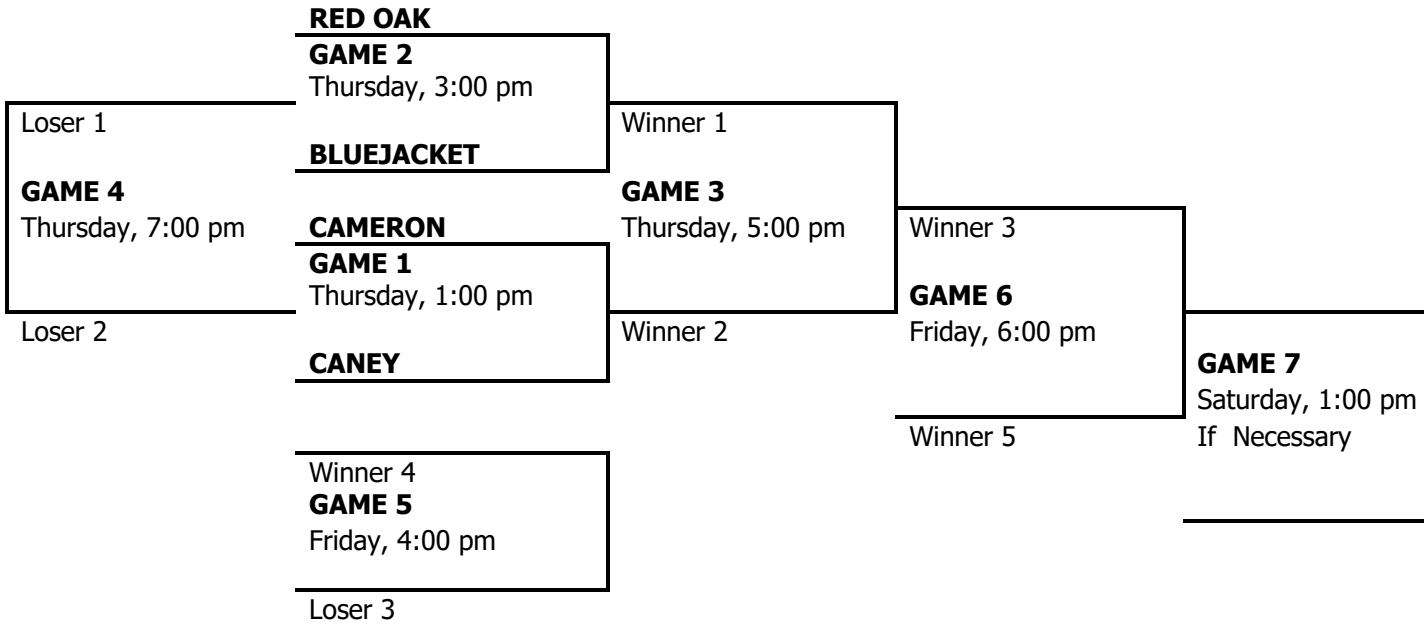 RED OAK
GAME 2
Thursday, 3:00 pm
BLUEJACKET
Loser 1
GAME 4
Thursday, 7:00 pm
Loser 2
CAMERON
GAME 1
Thursday, 1:00 pm
CANEY
Winner 1
GAME 3
Thursday, 5:00 pm
Winner 2
Winner 3
GAME 6
Friday, 6:00 pm
Winner 5
GAME 7
Saturday, 1:00 pm
If Necessary
Winner 4
GAME 5
Friday, 4:00 pm
Loser 3